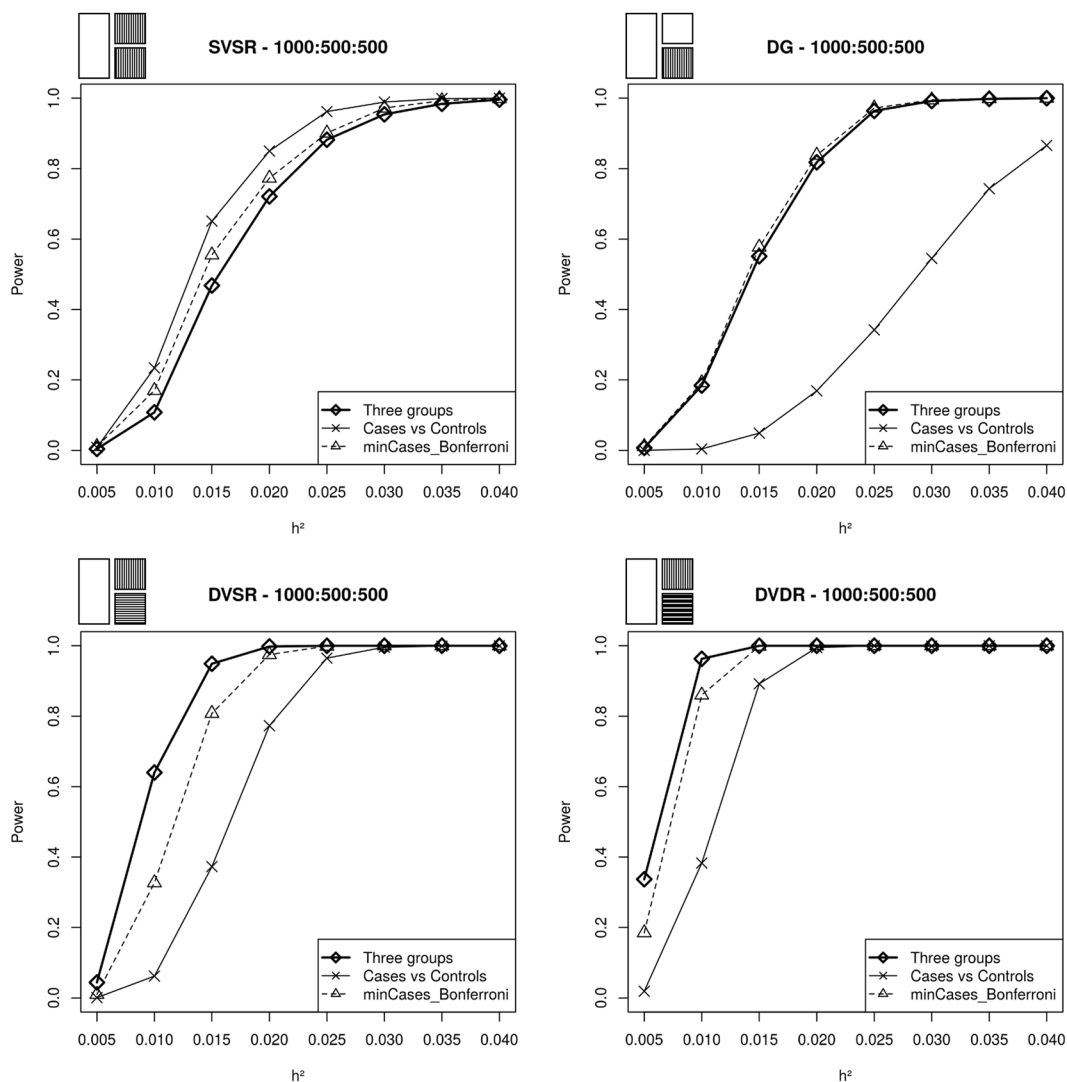 SVSR - 1000:500:500
Power
1.0
0.8
0.6
0.4
0.2
0.0
Three groups
Cases vs Controls
minCases_Bonferroni
0.005 0.010 0.015 0.020 0.025 0.030 0.035 0.040
h²
DG - 1000:500:500
Power
1.0
0.8
0.6
0.4
0.2
0.0
Three groups
Cases vs Controls
minCases_Bonferroni
0.005 0.010 0.015 0.020 0.025 0.030 0.035 0.040
h²
DVSR - 1000:500:500
Power
1.0
0.8
0.6
0.4
0.2
0.0
Three groups
Cases vs Controls
minCases_Bonferroni
0.005 0.010 0.015 0.020 0.025 0.030 0.035 0.040
h²
DVDR - 1000:500:500
Power
1.0
0.8
0.6
0.4
0.2
0.0
Three groups
Cases vs Controls
minCases_Bonferroni
0.005 0.010 0.015 0.020 0.025 0.030 0.035 0.040
h²